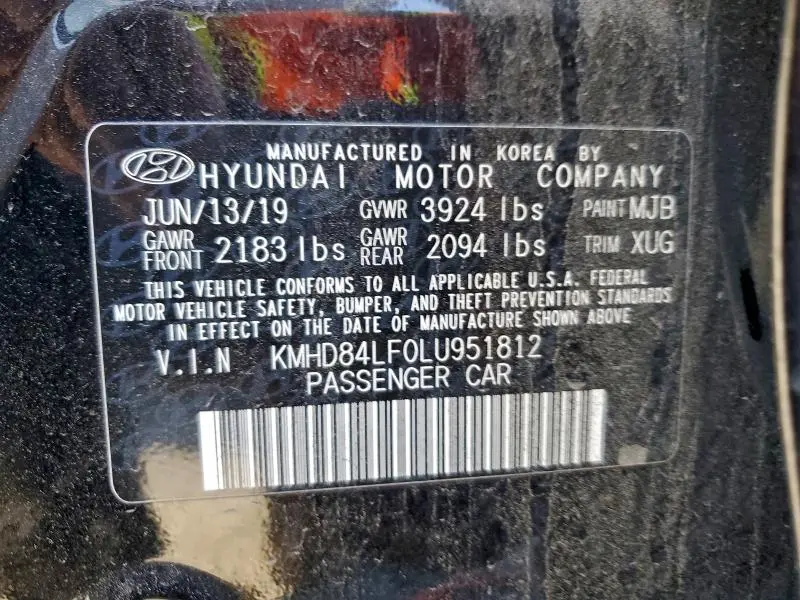 MANUFACTURED IN KOREA BY
HYUNDAI MOTOR COMPANY
JUN/13/19 GVWR 3924 lbs PAINT MJB
GAWR FRONT 2183 lbs GAWR REAR 2094 lbs TRIM XUG
THIS VEHICLE CONFORMS TO ALL APPLICABLE U.S.A. FEDERAL
MOTOR VEHICLE SAFETY, BUMPER, AND THEFT PREVENTION STANDARDS
IN EFFECT ON THE DATE OF MANUFACTURE SHOWN ABOVE
V.I.N KMHD84LF0LU951812
PASSENGER CAR